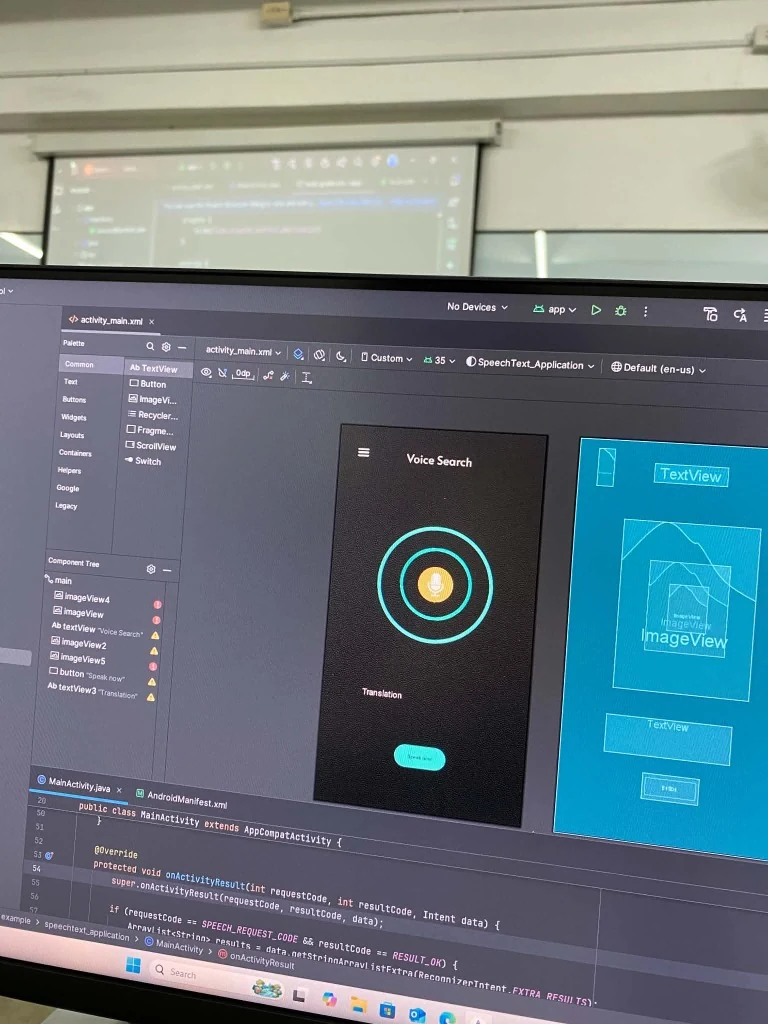 No Devices
app
activity_main.xml
Palette
Common
Text
Buttons
Widgets
Layouts
Containers
Helpers
Google
Legacy
Ab TextView
Button
ImageVi...
Recycler...
Fragme...
ScrollView
Switch
activity_main.xml
Custom
35
SpeechText_Application
Default (en-us)
0dp
Voice Search
Translation
TextView
ImageView
ImageView
ImageView
TextView
Component Tree
main
imageView4
imageView
Ab textView "Voice Search"
imageView2
imageView5
button "Speak now"
Ab textView3 "Translation"
MainActivity.java
AndroidManifest.xml
20 public class MainActivity extends AppCompatActivity {
50 }
51
52
53 @Override
54 protected void onActivityResult(int requestCode, int resultCode, Intent data) {
55 super.onActivityResult(requestCode, resultCode, data);
56
57 if (requestCode == SPEECH_REQUEST_CODE && resultCode == RESULT_OK) {
ArrayList<String> results = data.getStringArrayListExtra(RecognizerIntent.EXTRA_RESULTS);
example > speechtext_application > MainActivity > onActivityResult
Search